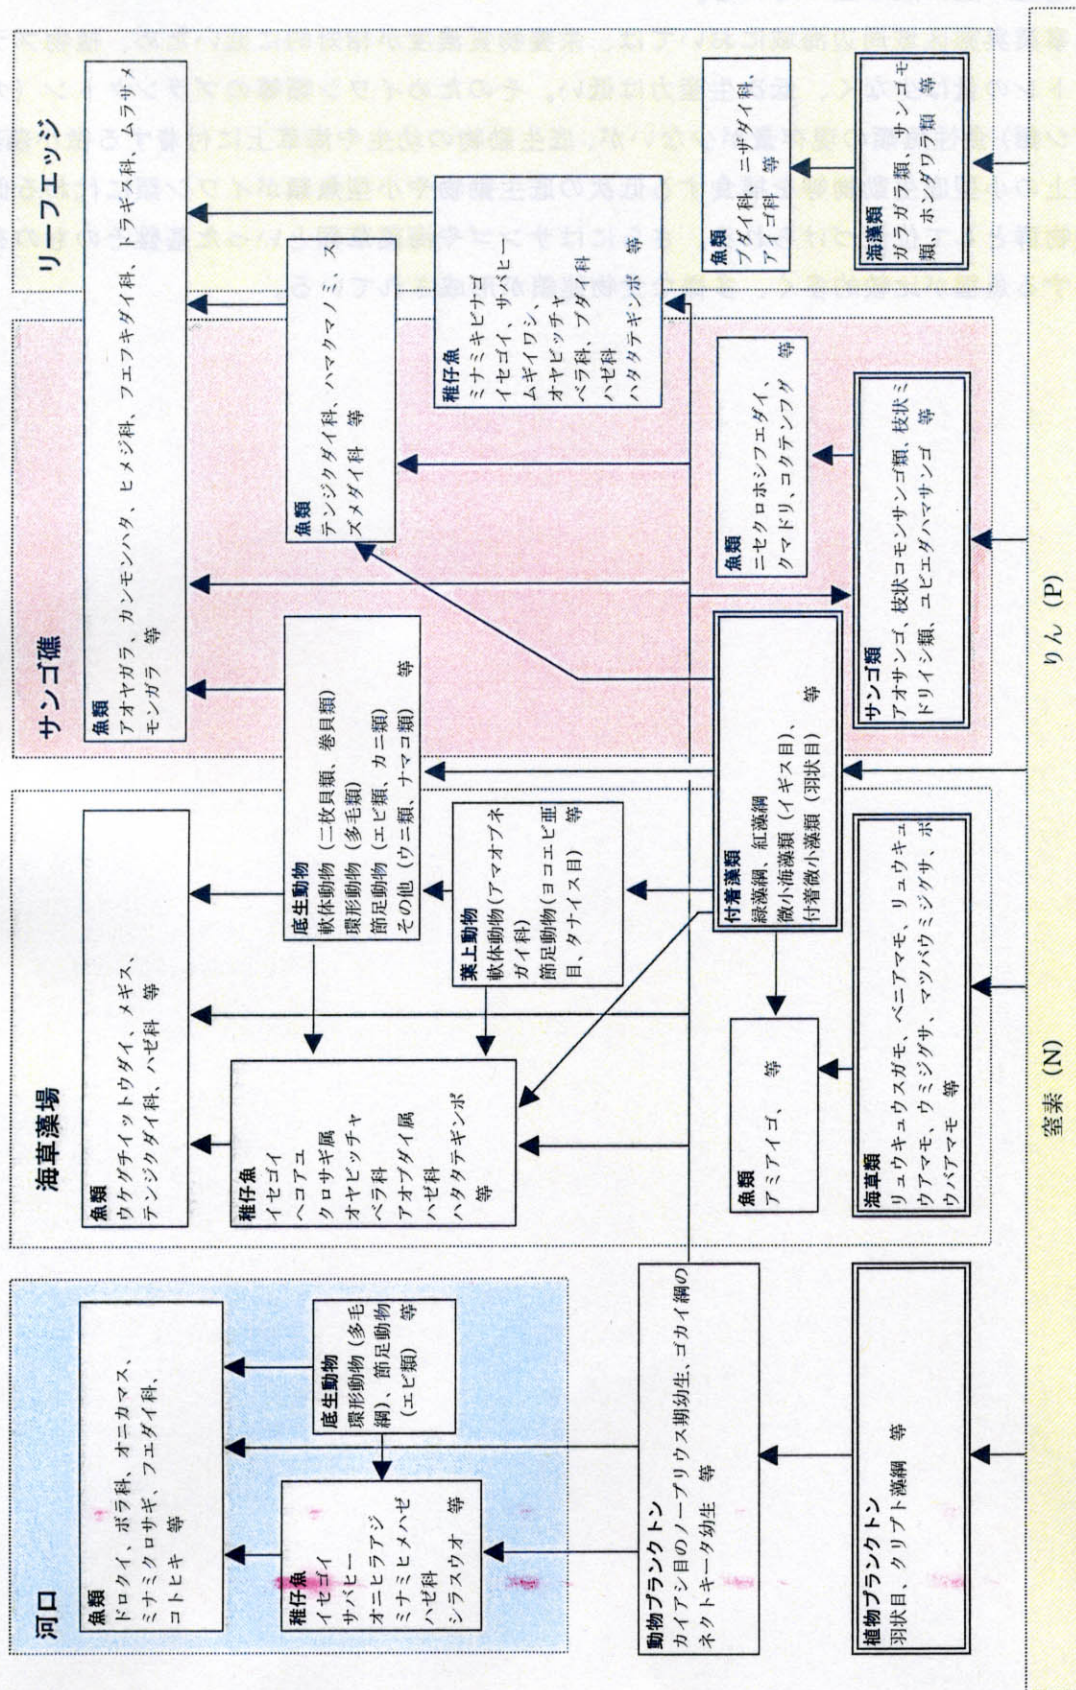 河口
海草藻場
サンゴ礁
リーフエッジ
魚類
ドロクイ、ボラ科、オニカマス、
ミナミクロサギ、フエダイ科、
コトヒキ 等
稚仔魚
イセゴイ
サバヒー
オニヒラアジ
ミナミヒメハゼ
ハゼ科
シラスウオ 等
底生動物
環形動物(多毛
綱)、節足動物
(エビ類) 等
動物プランクトン
カイアシ目のノープリウス期幼生、ゴカイ綱の
ネクトキータ幼生 等
植物プランクトン
羽状目、クリプト藻綱 等
魚類
ウケグチイットウダイ、メギス、
テンジクダイ科、ハゼ科 等
稚仔魚
イセゴイ
ヘコアユ
クロサギ属
オヤビッチャ
ベラ科
アオブダイ属
ハゼ科
ハタタテギンポ
等
底生動物
軟体動物(二枚貝類、巻貝類)
環形動物(多毛類)
節足動物(エビ類、カニ類)
その他(ウニ類、ナマコ類) 等
葉上動物
軟体動物(アマオブネ
ガイ科)
節足動物(ヨコエビ亜
目、タナイス目) 等
魚類
アミアイゴ、 等
付着藻類
緑藻綱、紅藻綱
微小海藻類(イギス目)、
付着微小藻類(羽状目) 等
海草類
リュウキュウスガモ、ベニアマモ、リュウキュ
ウアマモ、ウミジグサ、マツバウミジグサ、ボ
ウバアマモ 等
魚類
アオヤガラ、カンモンハタ、ヒメジ科、フエフキダイ科、トラギス科、ムラサメ
モンガラ 等
魚類
テンジクダイ科、ハマクマノミ、ス
ズメダイ科 等
稚仔魚
ミナミキビナゴ、
イセゴイ、サバヒー
ムギイワシ、
オヤビッチャ
ベラ科、ブダイ科
ハゼ科
ハタタテギンポ 等
魚類
ニセクロホシフエダイ、
クマドリ、コクテンフグ 等
サンゴ類
アオサンゴ、枝状コモンサンゴ類、枝状ミ
ドリイシ類、ユビエダハマサンゴ 等
魚類
ブダイ科、ニザダイ科、
アイゴ科 等
海藻類
ガラガラ類、サンゴモ
類、ホンダワラ類 等
窒素 (N)
りん (P)